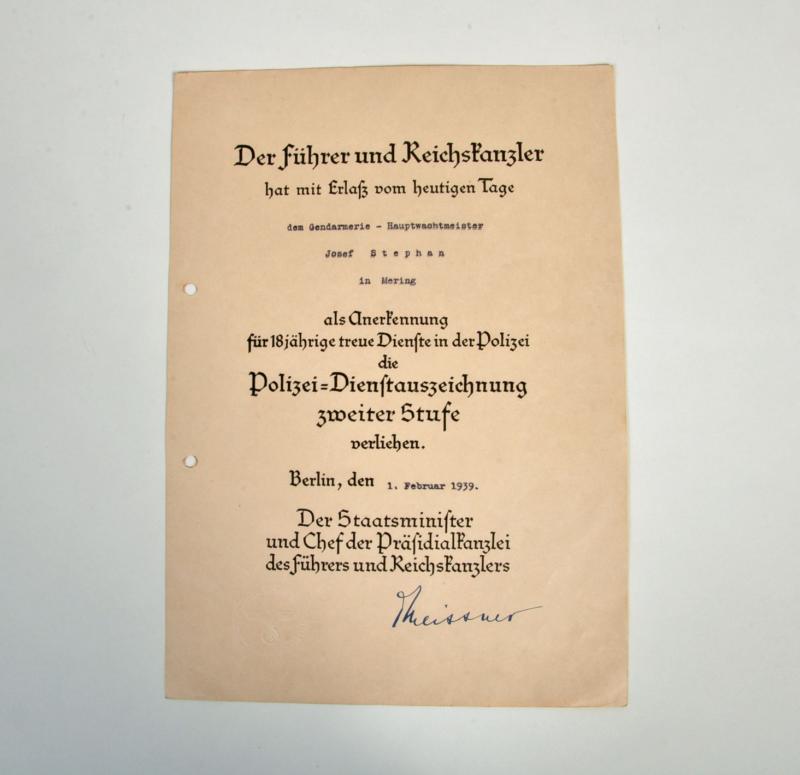 Der Führer und Reichskanzler
hat mit Erlaß vom heutigen Tage
dem Gendarmerie - Hauptwachtmeister
Josef Stephan
in Mering
als Anerkennung
für 18jährige treue Dienste in der Polizei
die
Polizei=Dienstauszeichnung
zweiter Stufe
verliehen.
Berlin, den 1. Februar 1939.
Der Staatsminister
und Chef der Präsidialkanzlei
des Führers und Reichskanzlers
Meissner